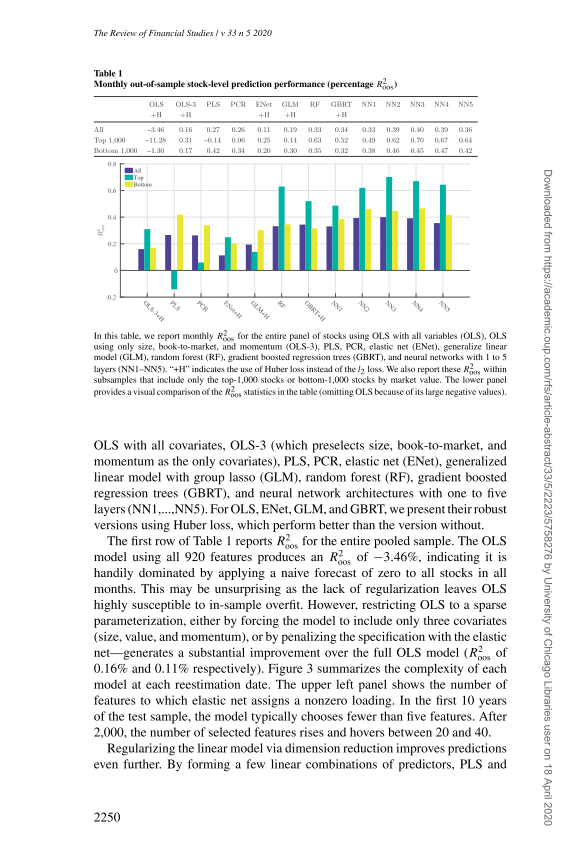 The Review of Financial Studies / v 33 n 5 2020
Table 1
Monthly out-of-sample stock-level prediction performance (percentage R²oos)
OLS OLS-3 PLS PCR ENet GLM RF GBRT NN1 NN2 NN3 NN4 NN5
+H +H +H +H +H
All –3.46 0.16 0.27 0.26 0.11 0.19 0.33 0.34 0.33 0.39 0.40 0.39 0.36
Top 1,000 –11.28 0.31 –0.14 0.06 0.25 0.14 0.63 0.52 0.49 0.62 0.70 0.67 0.64
Bottom 1,000 –1.30 0.17 0.42 0.34 0.20 0.30 0.35 0.32 0.38 0.46 0.45 0.47 0.42
0.8
All
Top
Bottom
0.6
0.4
R²oos
0.2
0
-0.2
OLS-3+H PLS PCR ENet+H GLM+H RF GBRT+H NN1 NN2 NN3 NN4 NN5
In this table, we report monthly R²oos for the entire panel of stocks using OLS with all variables (OLS), OLS
using only size, book-to-market, and momentum (OLS-3), PLS, PCR, elastic net (ENet), generalize linear
model (GLM), random forest (RF), gradient boosted regression trees (GBRT), and neural networks with 1 to 5
layers (NN1–NN5). “+H” indicates the use of Huber loss instead of the l2 loss. We also report these R²oos within
subsamples that include only the top-1,000 stocks or bottom-1,000 stocks by market value. The lower panel
provides a visual comparison of the R²oos statistics in the table (omitting OLS because of its large negative values).
OLS with all covariates, OLS-3 (which preselects size, book-to-market, and
momentum as the only covariates), PLS, PCR, elastic net (ENet), generalized
linear model with group lasso (GLM), random forest (RF), gradient boosted
regression trees (GBRT), and neural network architectures with one to five
layers (NN1,...,NN5). For OLS, ENet, GLM, and GBRT, we present their robust
versions using Huber loss, which perform better than the version without.
The first row of Table 1 reports R²oos for the entire pooled sample. The OLS
model using all 920 features produces an R²oos of −3.46%, indicating it is
handily dominated by applying a naive forecast of zero to all stocks in all
months. This may be unsurprising as the lack of regularization leaves OLS
highly susceptible to in-sample overfit. However, restricting OLS to a sparse
parameterization, either by forcing the model to include only three covariates
(size, value, and momentum), or by penalizing the specification with the elastic
net—generates a substantial improvement over the full OLS model (R²oos of
0.16% and 0.11% respectively). Figure 3 summarizes the complexity of each
model at each reestimation date. The upper left panel shows the number of
features to which elastic net assigns a nonzero loading. In the first 10 years
of the test sample, the model typically chooses fewer than five features. After
2,000, the number of selected features rises and hovers between 20 and 40.
Regularizing the linear model via dimension reduction improves predictions
even further. By forming a few linear combinations of predictors, PLS and
2250
Downloaded from https://academic.oup.com/rfs/article-abstract/33/5/2223/5758276 by University of Chicago Libraries user on 18 April 2020